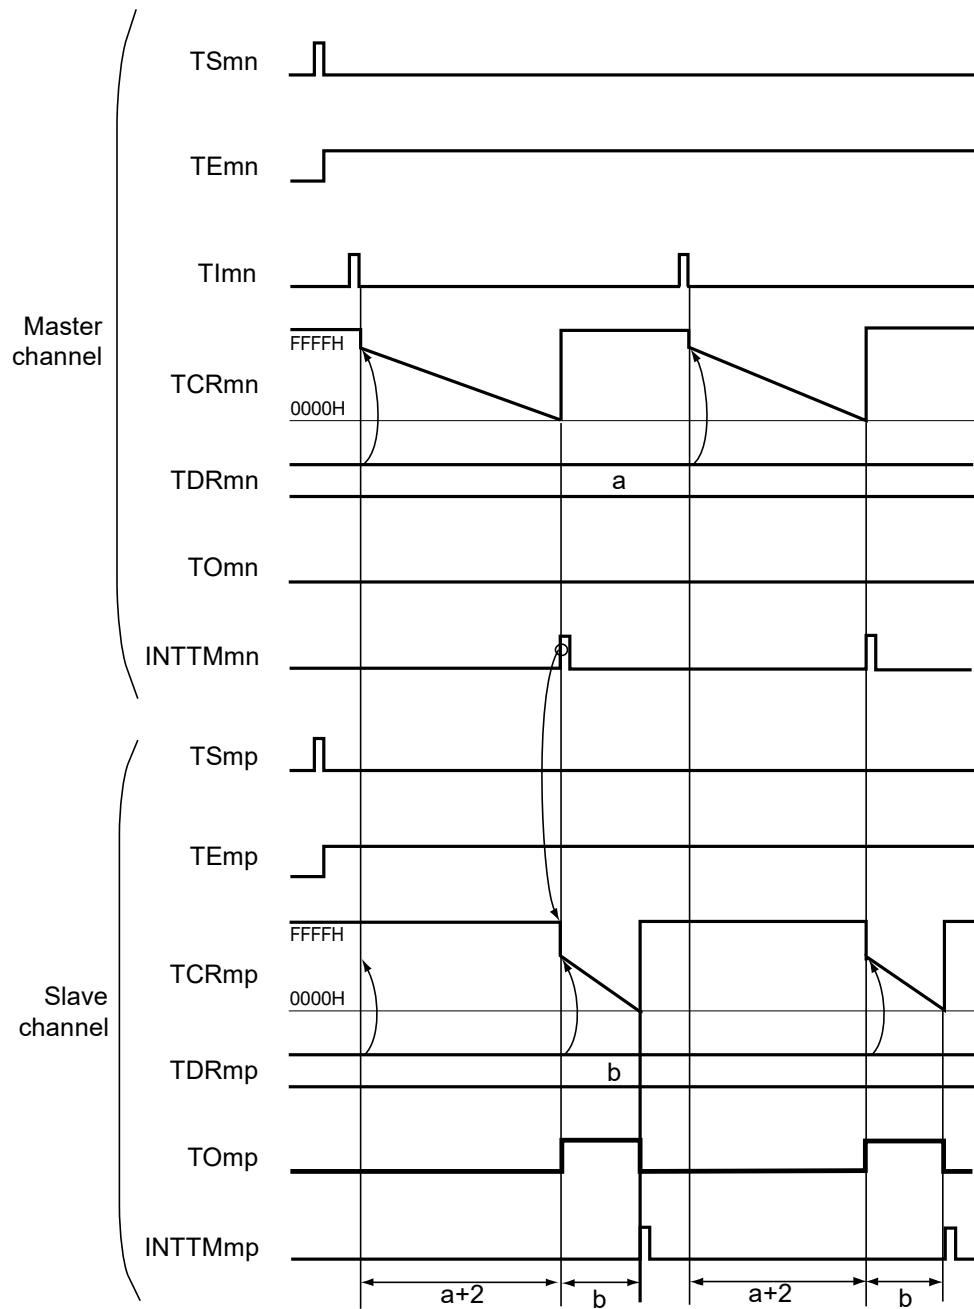 TSmn
TEmn
TImn
Master
channel
FFFFH
TCRmn
0000H
TDRmn
a
TOmn
INTTMmn
TSmp
TEmp
FFFFH
TCRmp
Slave
channel
0000H
TDRmp
b
TOmp
INTTMmp
a+2
b
a+2
b